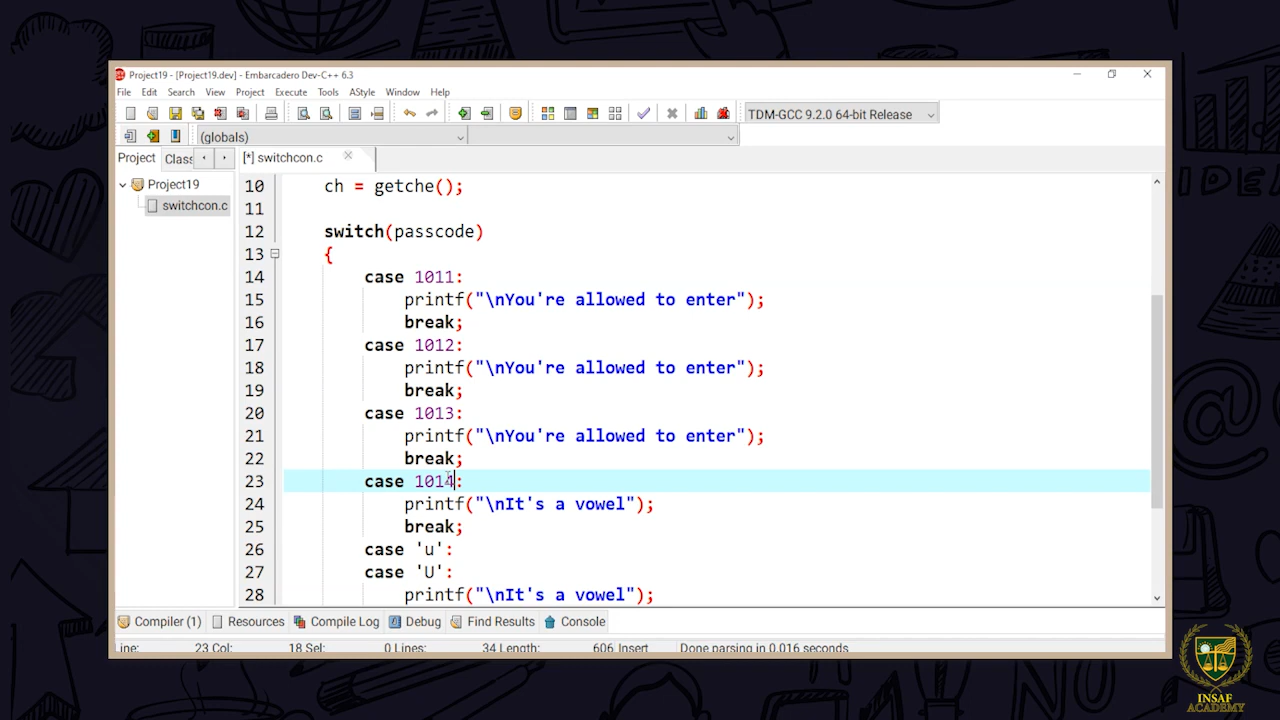 Project19 - [Project19.dev] - Embarcadero Dev-C++ 6.3
File Edit Search View Project Execute Tools AStyle Window Help
TDM-GCC 9.2.0 64-bit Release
(globals)
Project Class [*] switchcon.c
Project19
switchcon.c
10 ch = getche();
11
12 switch(passcode)
13 {
14 case 1011:
15 printf("\nYou're allowed to enter");
16 break;
17 case 1012:
18 printf("\nYou're allowed to enter");
19 break;
20 case 1013:
21 printf("\nYou're allowed to enter");
22 break;
23 case 1014:
24 printf("\nIt's a vowel");
25 break;
26 case 'u':
27 case 'U':
28 printf("\nIt's a vowel");
Compiler (1) Resources Compile Log Debug Find Results Console
Line: 23 Col: 18 Sel: 0 Lines: 34 Length: 606 Insert Done parsing in 0.016 seconds
IDEA
INSAF
ACADEMY